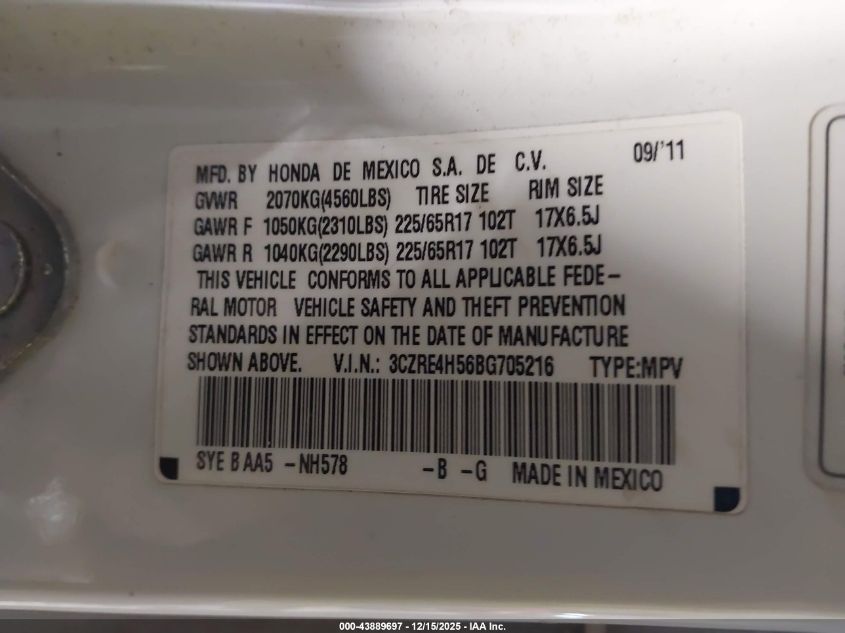 MFD. BY HONDA DE MEXICO S.A. DE C.V. 09/'11
GVWR 2070KG(4560LBS) TIRE SIZE RIM SIZE
GAWR F 1050KG(2310LBS) 225/65R17 102T 17X6.5J
GAWR R 1040KG(2290LBS) 225/65R17 102T 17X6.5J
THIS VEHICLE CONFORMS TO ALL APPLICABLE FEDE-
RAL MOTOR VEHICLE SAFETY AND THEFT PREVENTION
STANDARDS IN EFFECT ON THE DATE OF MANUFACTURE
SHOWN ABOVE. V.I.N.: 3CZRE4H56BG705216 TYPE:MPV
SYE B AA5 -NH578 -B -G MADE IN MEXICO
000-43889697 - 12/15/2025 - IAA Inc.